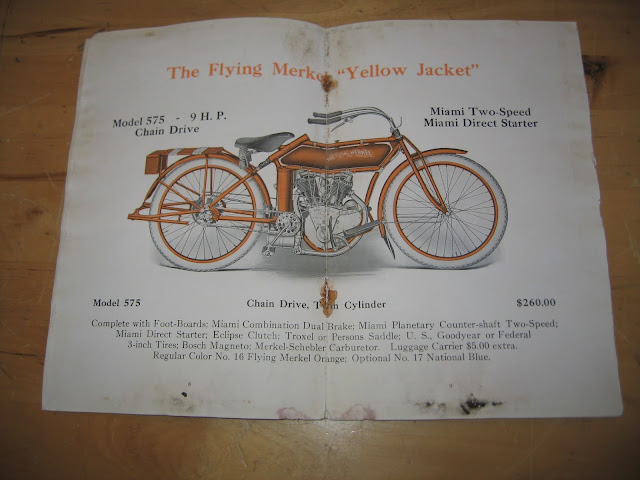 The Flying Merkel "Yellow Jacket"
Model 575 - 9 H. P.
Chain Drive
Miami Two-Speed
Miami Direct Starter
Model 575
Chain Drive, Twin Cylinder
$260.00
Complete with Foot-Boards; Miami Combination Dual Brake; Miami Planetary Counter-shaft Two-Speed;
Miami Direct Starter; Eclipse Clutch; Troxel or Persons Saddle; U. S., Goodyear or Federal
3-inch Tires; Bosch Magneto; Merkel-Schebler Carburetor. Luggage Carrier $5.00 extra.
Regular Color No. 16 Flying Merkel Orange; Optional No. 17 National Blue.